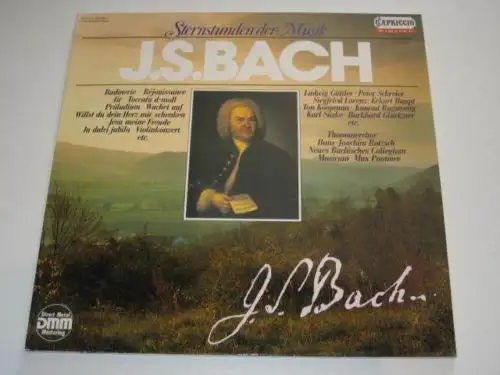 Sternstunden der Musik
CAPRICCIO
J.S.BACH
Badinerie Réjouissance
Air Toccata d-moll
Präludium Wachet auf
Willst du dein Herz mir schenken
Jesu meine Freude
In dulci jubilo Violinkonzert
etc.
Ludwig Güttler · Peter Schreier
Siegfried Lorenz · Eckart Haupt
Ton Koopman · Konrad Ragossnig
Karl Suske · Burkhard Glaetzner
etc.
Thomanerchor
Hans-Joachim Rotzsch
Neues Bachisches Collegium
Musicum · Max Pommer
J.S. Bach.
Direct Metal
DMM
Mastering